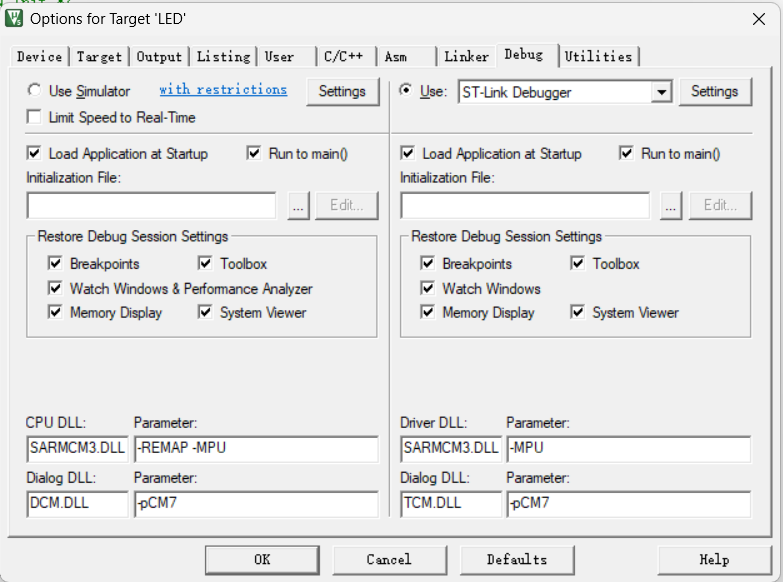 Init
Options for Target 'LED'
Device Target Output Listing User C/C++ Asm Linker Debug Utilities
Use Simulator with restrictions Settings
Limit Speed to Real-Time
Load Application at Startup Run to main()
Initialization File:
... Edit...
Restore Debug Session Settings
Breakpoints Toolbox
Watch Windows & Performance Analyzer
Memory Display System Viewer
CPU DLL: Parameter:
SARMCM3.DLL -REMAP -MPU
Dialog DLL: Parameter:
DCM.DLL -pCM7
Use: ST-Link Debugger Settings
Load Application at Startup Run to main()
Initialization File:
... Edit...
Restore Debug Session Settings
Breakpoints Toolbox
Watch Windows
Memory Display System Viewer
Driver DLL: Parameter:
SARMCM3.DLL -MPU
Dialog DLL: Parameter:
TCM.DLL -pCM7
OK Cancel Defaults Help